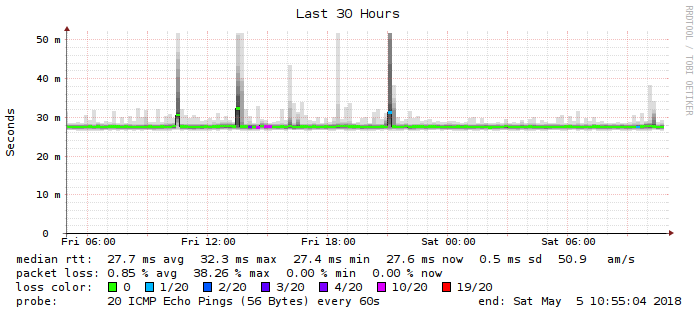 Last 30 Hours
RRDTOOL / TOBI OETIKER
Seconds
50 m
40 m
30 m
20 m
10 m
0
Fri 06:00 Fri 12:00 Fri 18:00 Sat 00:00 Sat 06:00
median rtt: 27.7 ms avg 32.3 ms max 27.4 ms min 27.6 ms now 0.5 ms sd 50.9 am/s
packet loss: 0.85 % avg 38.26 % max 0.00 % min 0.00 % now
loss color: 0 1/20 2/20 3/20 4/20 10/20 19/20
probe: 20 ICMP Echo Pings (56 Bytes) every 60s end: Sat May 5 10:55:04 2018